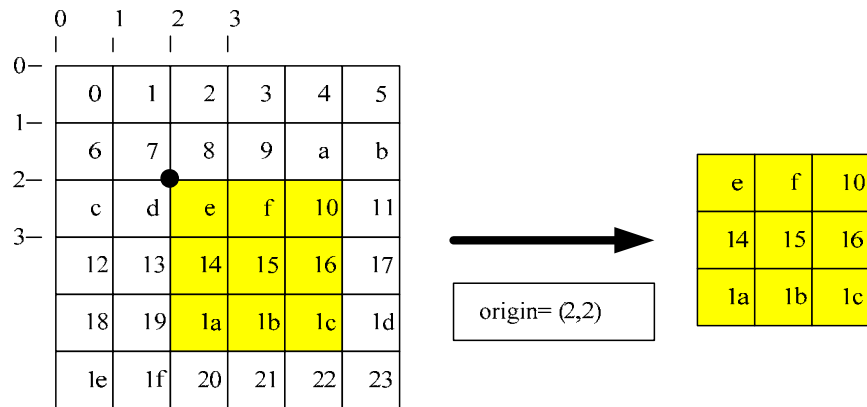 0 1 2 3
0
0 1 2 3 4 5
1
6 7 8 9 a b
2
c d e f 10 11
3
12 13 14 15 16 17
18 19 1a 1b 1c 1d
1e 1f 20 21 22 23
origin= (2,2)
e f 10
14 15 16
1a 1b 1c